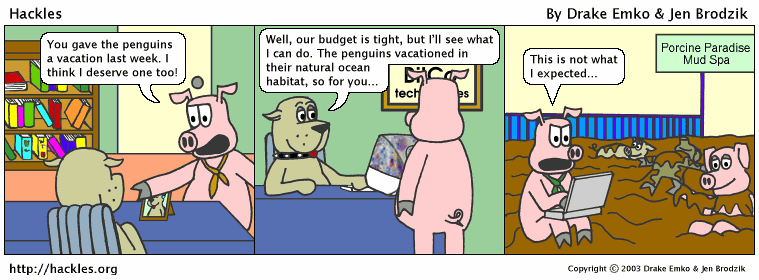 Hackles
By Drake Emko & Jen Brodzik
You gave the penguins
a vacation last week. I
think I deserve one too!
Well, our budget is tight, but I'll see what
I can do. The penguins vacationed in
their natural ocean
habitat, so for you...
This is not what
I expected...
Porcine Paradise
Mud Spa
http://hackles.org
Copyright © 2003 Drake Emko & Jen Brodzik